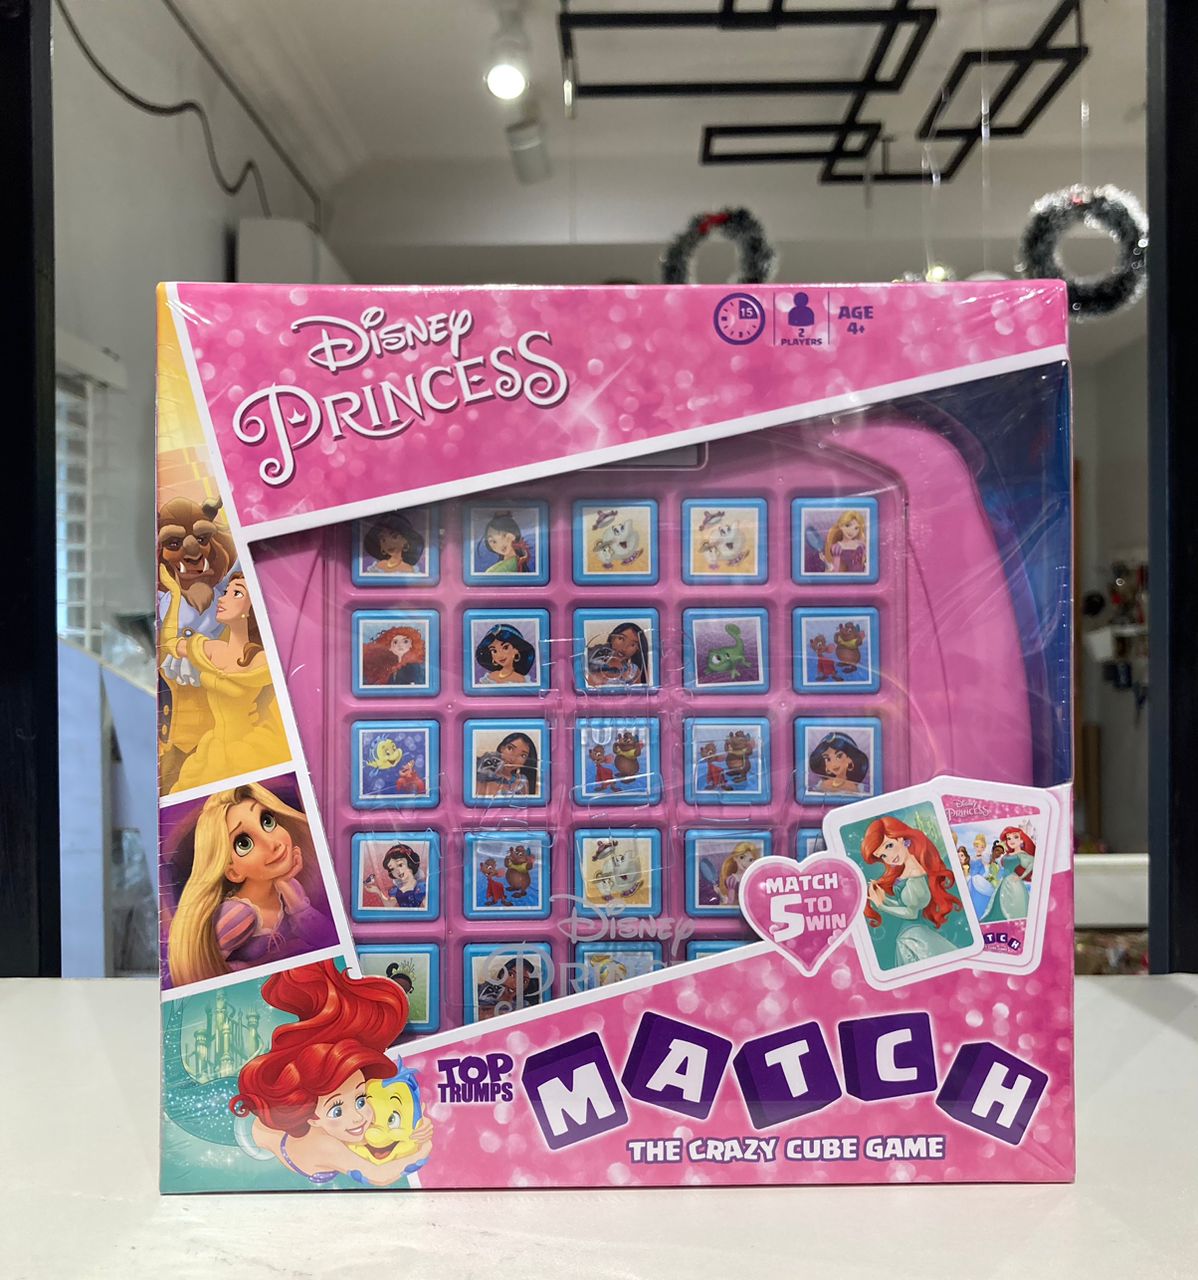 Disney
PRINCESS
15
2
PLAYERS
AGE
4+
Disney
PRINCESS
MATCH
5 TO
WIN
Disney
TOP
TRUMPS
MATCH
THE CRAZY CUBE GAME